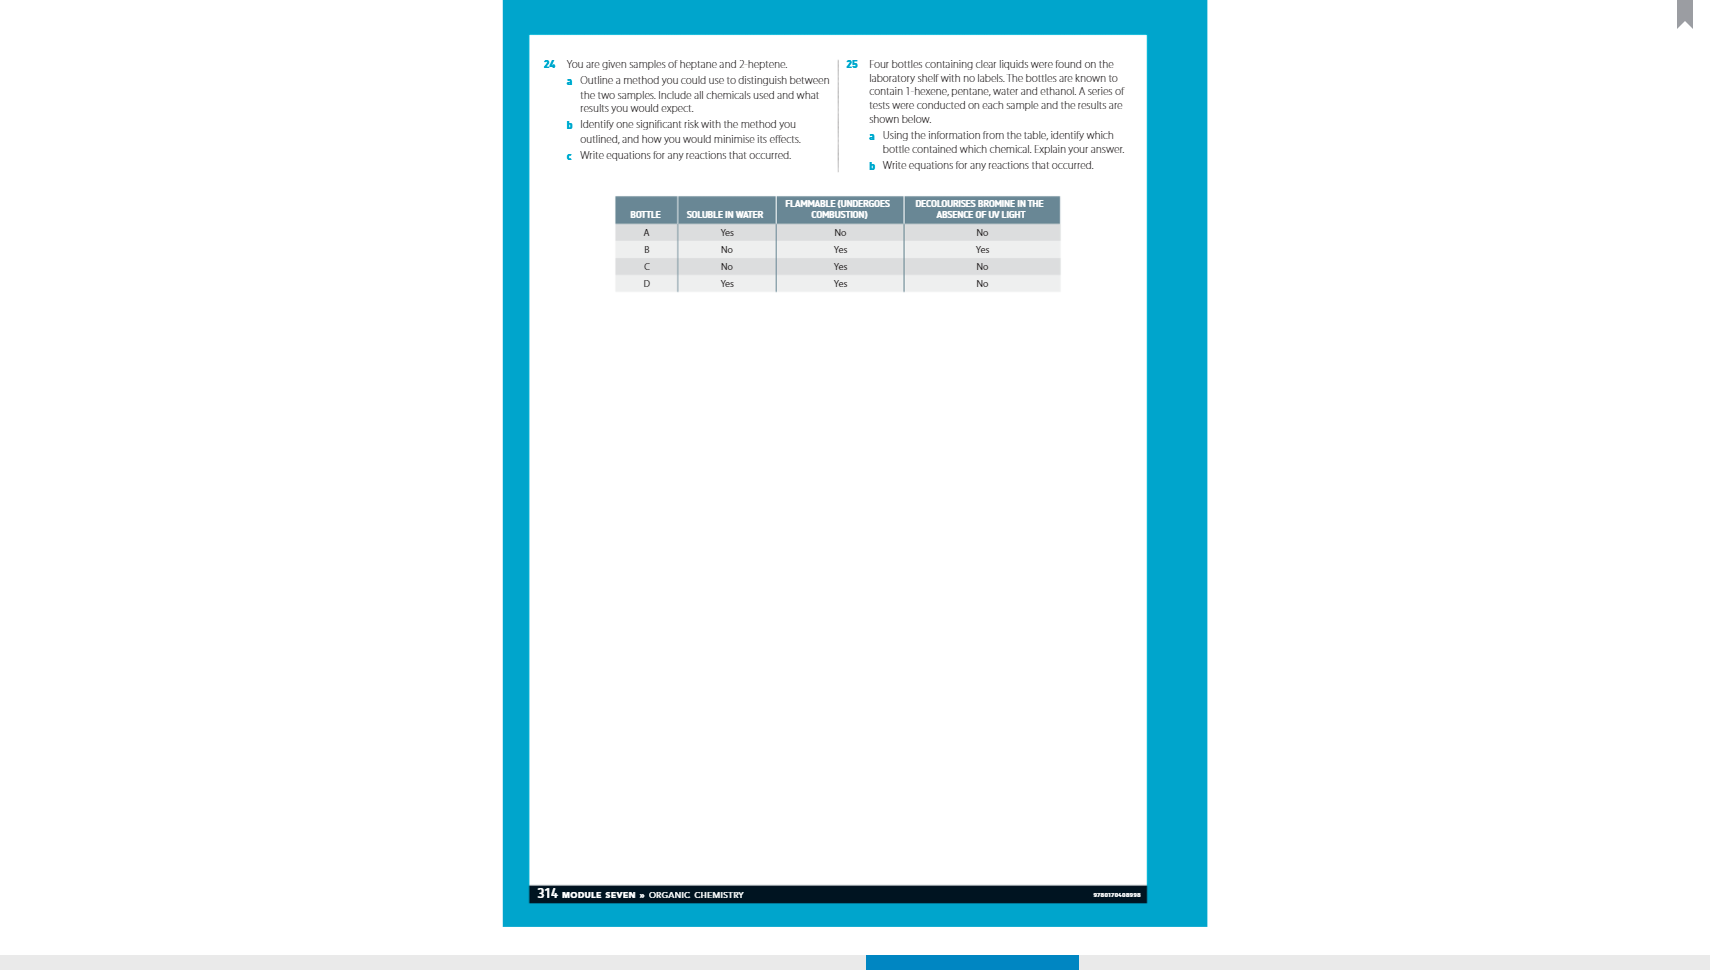 24 You are given samples of heptane and 2-heptene.
a Outline a method you could use to distinguish between
the two samples. Include all chemicals used and what
results you would expect.
b Identify one significant risk with the method you
outlined, and how you would minimise its effects.
c Write equations for any reactions that occurred.
25 Four bottles containing clear liquids were found on the
laboratory shelf with no labels. The bottles are known to
contain 1-hexene, pentane, water and ethanol. A series of
tests were conducted on each sample and the results are
shown below.
a Using the information from the table, identify which
bottle contained which chemical. Explain your answer.
b Write equations for any reactions that occurred.
BOTTLE SOLUBLE IN WATER FLAMMABLE (UNDERGOES COMBUSTION) DECOLOURISES BROMINE IN THE ABSENCE OF UV LIGHT
A Yes No No
B No Yes Yes
C No Yes No
D Yes Yes No
314 MODULE SEVEN » ORGANIC CHEMISTRY
9780170408998